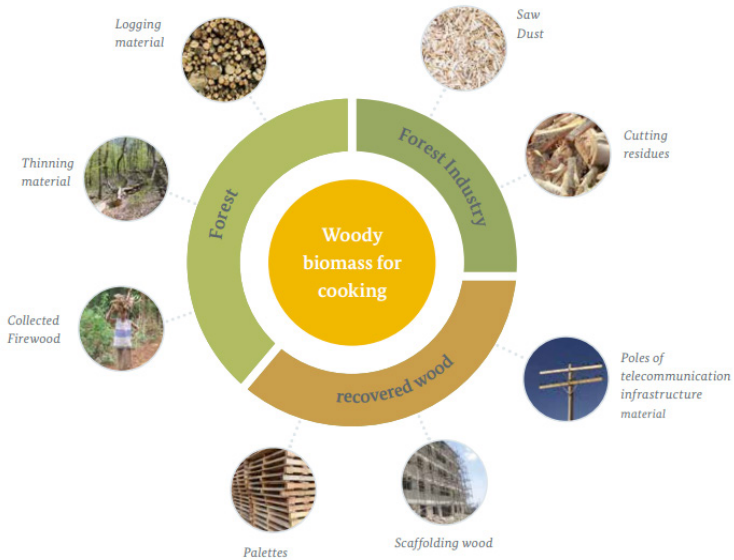 Logging
material
Saw
Dust
Thinning
material
Forest
Forest Industry
Cutting
residues
Woody
biomass for
cooking
Collected
Firewood
recovered wood
Poles of
telecommunication
infrastructure
material
Palettes
Scaffolding wood